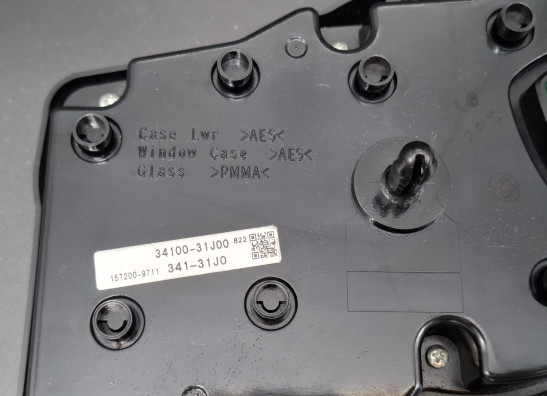 Case Lwr >AES<
Window Case >AES<
Glass >PMMA<
34100-31J00 822
157200-9711 341-31J0